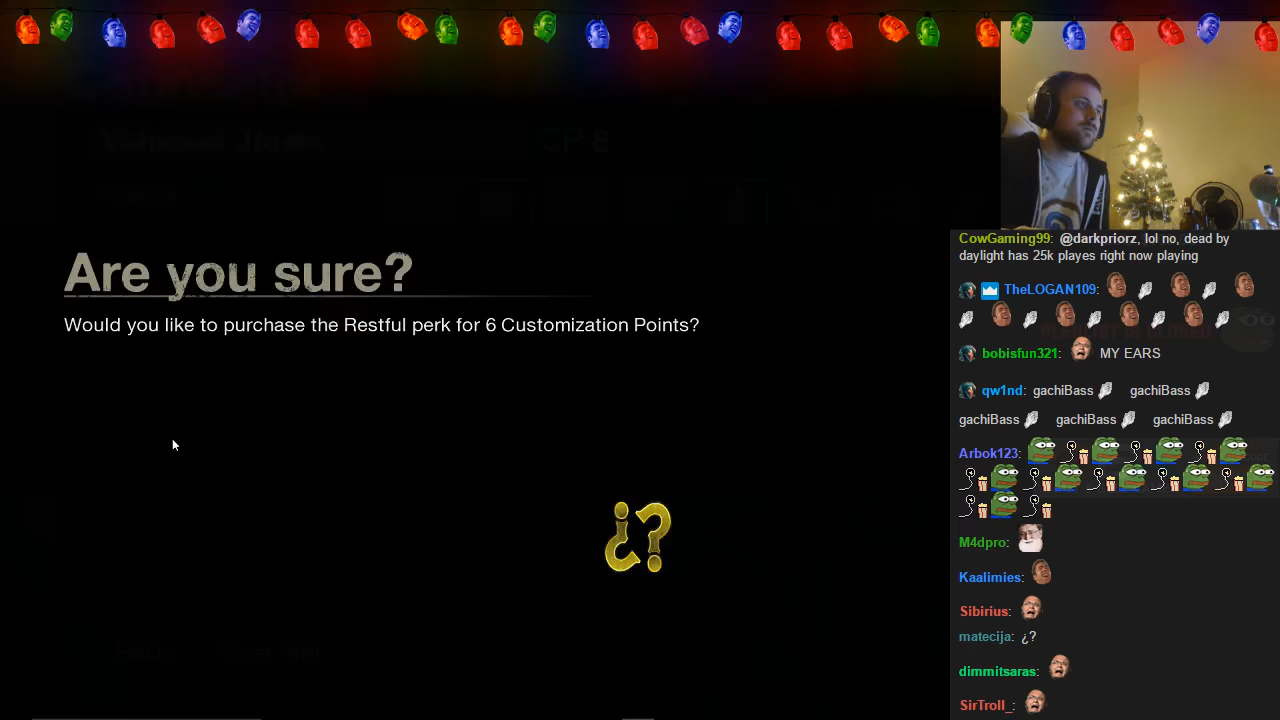 CP 8
Are you sure?
Would you like to purchase the Restful perk for 6 Customization Points?
¿?
CowGaming99: @darkpriorz, lol no, dead by
daylight has 25k playes right now playing
TheLOGAN109:
bobisfun321: MY EARS
qw1nd: gachiBass gachiBass
gachiBass gachiBass gachiBass
Arbok123:
M4dpro:
Kaalimies:
Sibirius:
matecija: ¿?
dimmitsaras:
SirTroll_: